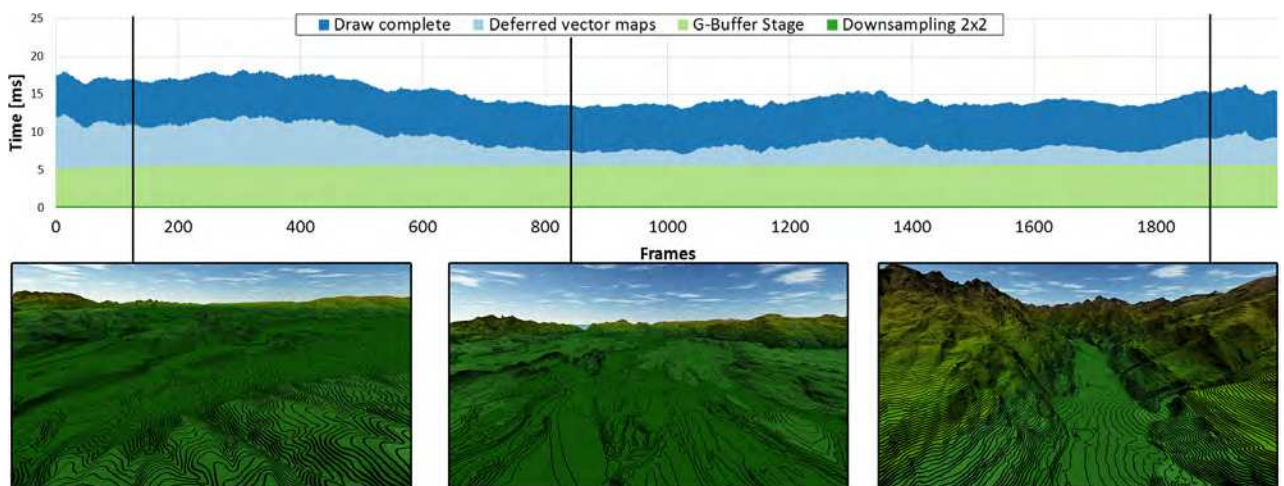 Draw complete Deferred vector maps G-Buffer Stage Downsampling 2x2
Time [ms]
25
20
15
10
5
0
0 200 400 600 800 1000 1200 1400 1600 1800
Frames